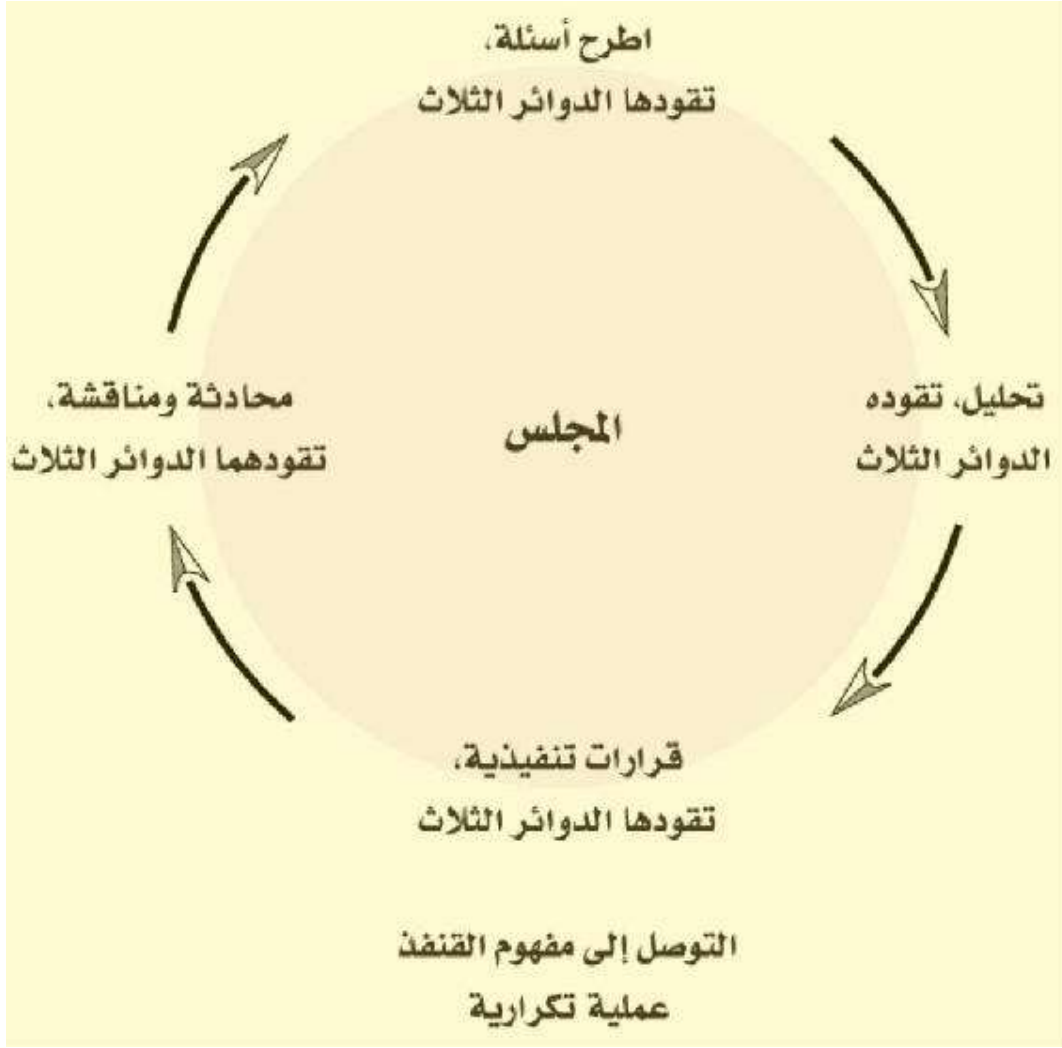 اطرح أسئلة،
تقودها الدوائر الثلاث
تحليل، تقوده
الدوائر الثلاث
المجلس
محادثة ومناقشة،
تقودهما الدوائر الثلاث
قرارات تنفيذية،
تقودها الدوائر الثلاث
التوصل إلى مفهوم القنفذ
عملية تكرارية